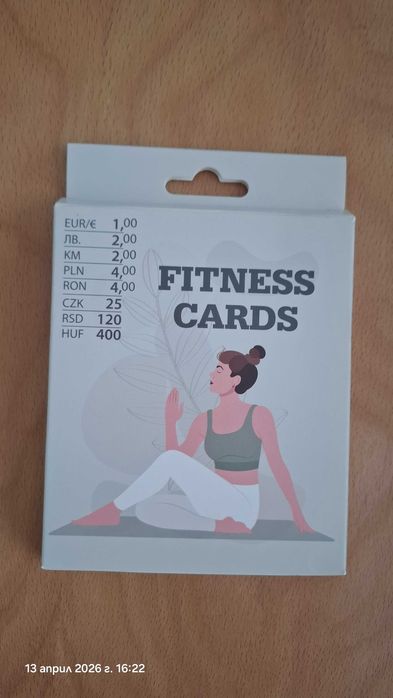 EUR/€ 1,00
ЛВ. 2,00
KM 2,00
PLN 4,00
RON 4,00
CZK 25
RSD 120
HUF 400
FITNESS
CARDS
13 април 2026 г. 16:22